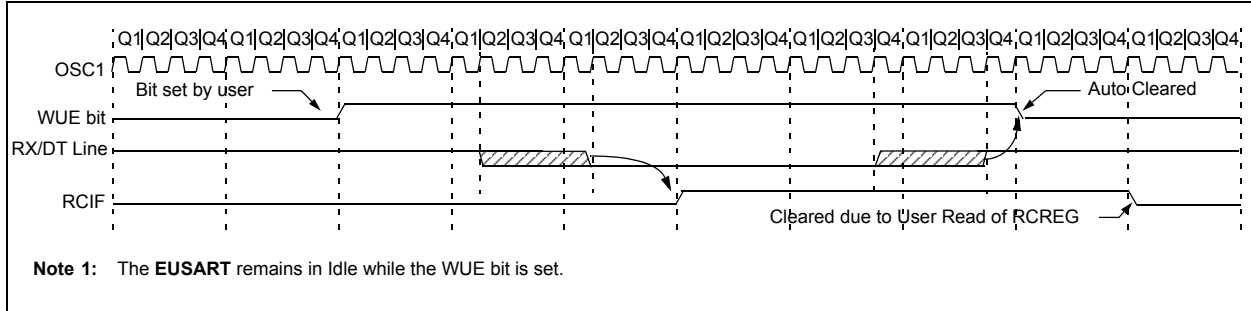 Q1 Q2 Q3 Q4 Q1 Q2 Q3 Q4 Q1 Q2 Q3 Q4 Q1 Q2 Q3 Q4 Q1 Q2 Q3 Q4 Q1 Q2 Q3 Q4 Q1 Q2 Q3 Q4 Q1 Q2 Q3 Q4 Q1 Q2 Q3 Q4 Q1 Q2 Q3 Q4
OSC1
Bit set by user
Auto Cleared
WUE bit
RX/DT Line
RCIF
Cleared due to User Read of RCREG
Note 1: The EUSART remains in Idle while the WUE bit is set.